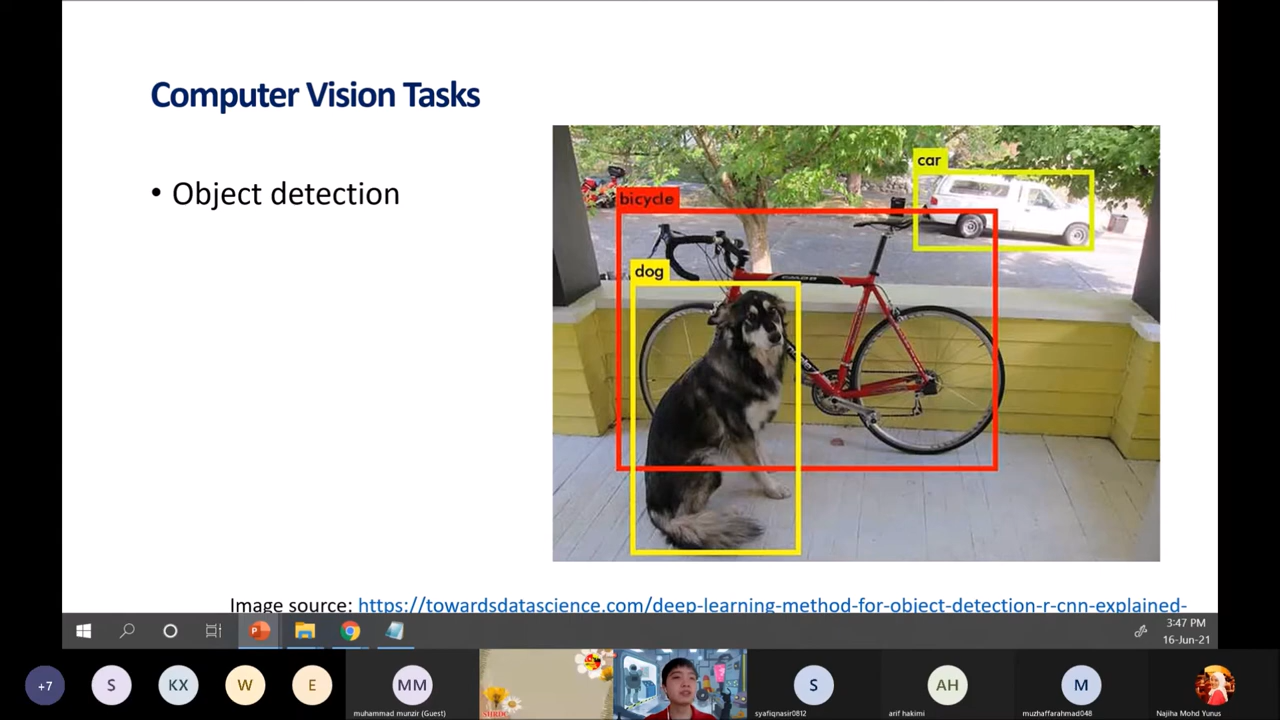 Computer Vision Tasks
• Object detection
car
bicycle
dog
Image source: https://towardsdatascience.com/deep-learning-method-for-object-detection-r-cnn-explained-
3:47 PM
16-Jun-21
+7
S
KX
W
E
MM
S
AH
M
muhammad munzir (Guest)
syafiqnasir0812
arif hakimi
muzhaffarahmad048
Najiha Mohd Yunus